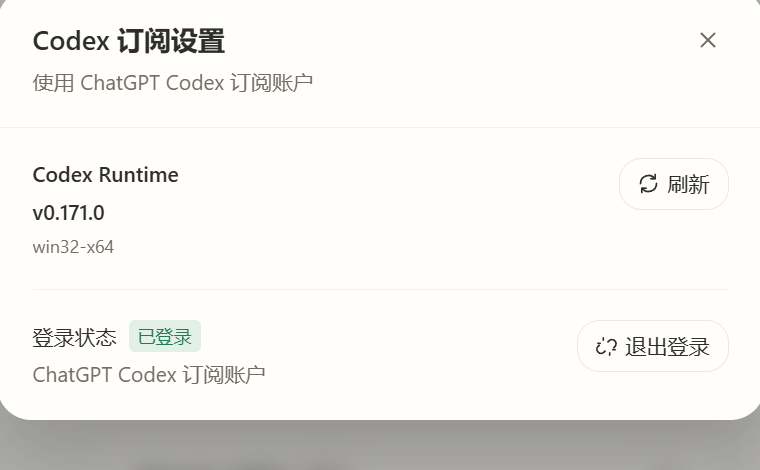 Codex 订阅设置
使用 ChatGPT Codex 订阅账户
Codex Runtime
刷新
v0.171.0
win32-x64
登录状态 已登录
退出登录
ChatGPT Codex 订阅账户